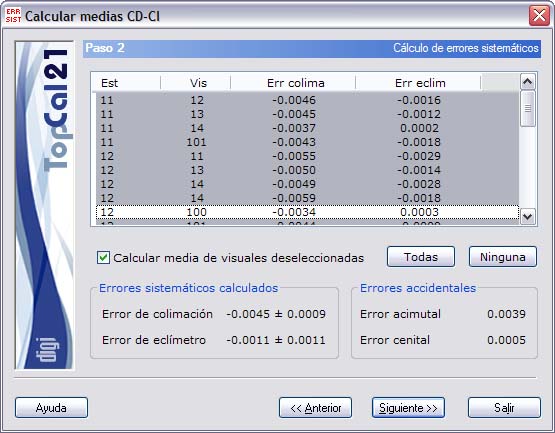 ERR
SIST
Calcular medias CD-CI
TopCal21
digi
Paso 2
Cálculo de errores sistemáticos
Est Vis Err colima Err eclim
11 12 -0.0046 -0.0016
11 13 -0.0045 -0.0012
11 14 -0.0037 0.0002
11 101 -0.0043 -0.0018
12 11 -0.0055 -0.0029
12 13 -0.0050 -0.0014
12 14 -0.0049 -0.0028
12 14 -0.0059 -0.0018
12 100 -0.0034 0.0003
Calcular media de visuales deseleccionadas
Todas
Ninguna
Errores sistemáticos calculados
Error de colimación -0.0045 ± 0.0009
Error de eclímetro -0.0011 ± 0.0011
Errores accidentales
Error acimutal 0.0039
Error cenital 0.0005
Ayuda
<< Anterior
Siguiente >>
Salir